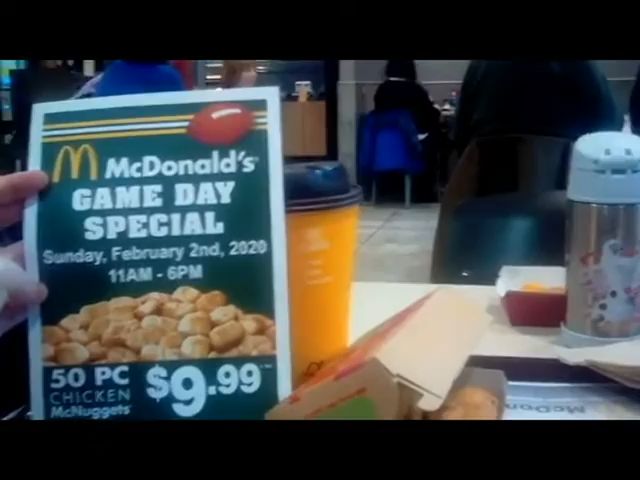 McDonald's
GAME DAY
SPECIAL
Sunday, February 2nd, 2020
11AM - 6PM
50 PC
CHICKEN
McNuggets
$9.99